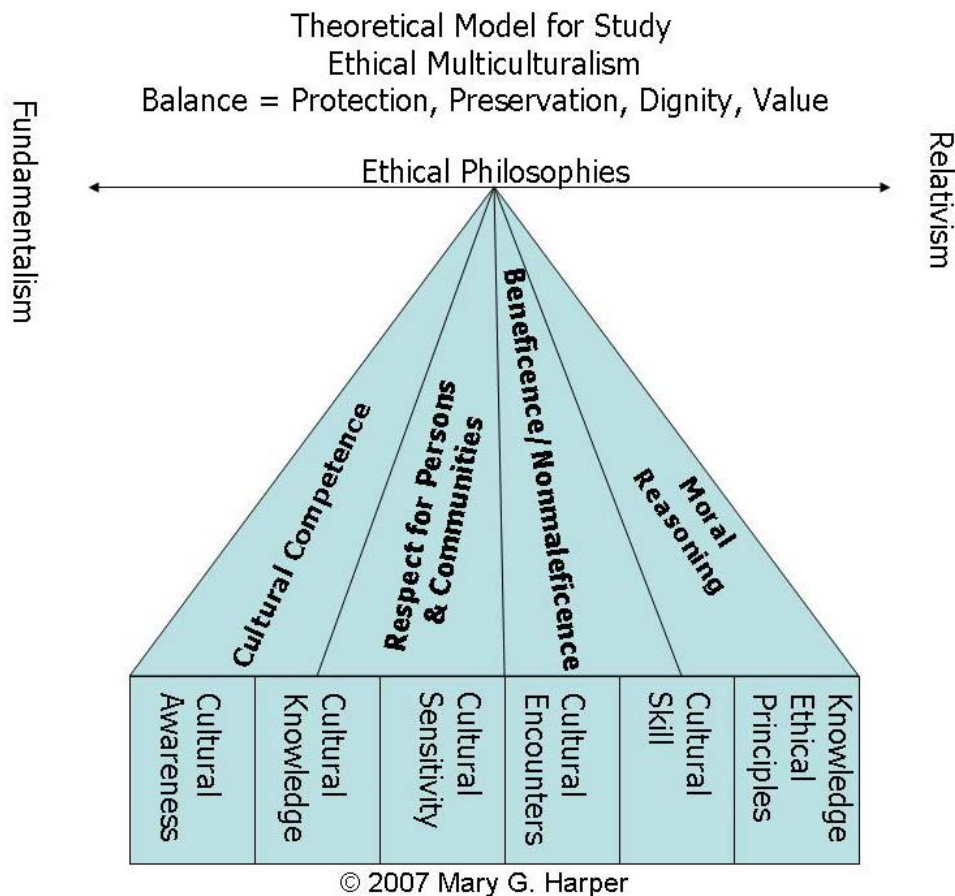 Theoretical Model for Study
Ethical Multiculturalism
Balance = Protection, Preservation, Dignity, Value
Fundamentalism
Ethical Philosophies
Relativism
Cultural Competence
Respect for Persons
& Communities
Beneficence/Nonmaleficence
Moral
Reasoning
Cultural
Awareness
Cultural
Knowledge
Cultural
Sensitivity
Cultural
Encounters
Cultural
Skill
Knowledge
Ethical
Principles
© 2007 Mary G. Harper